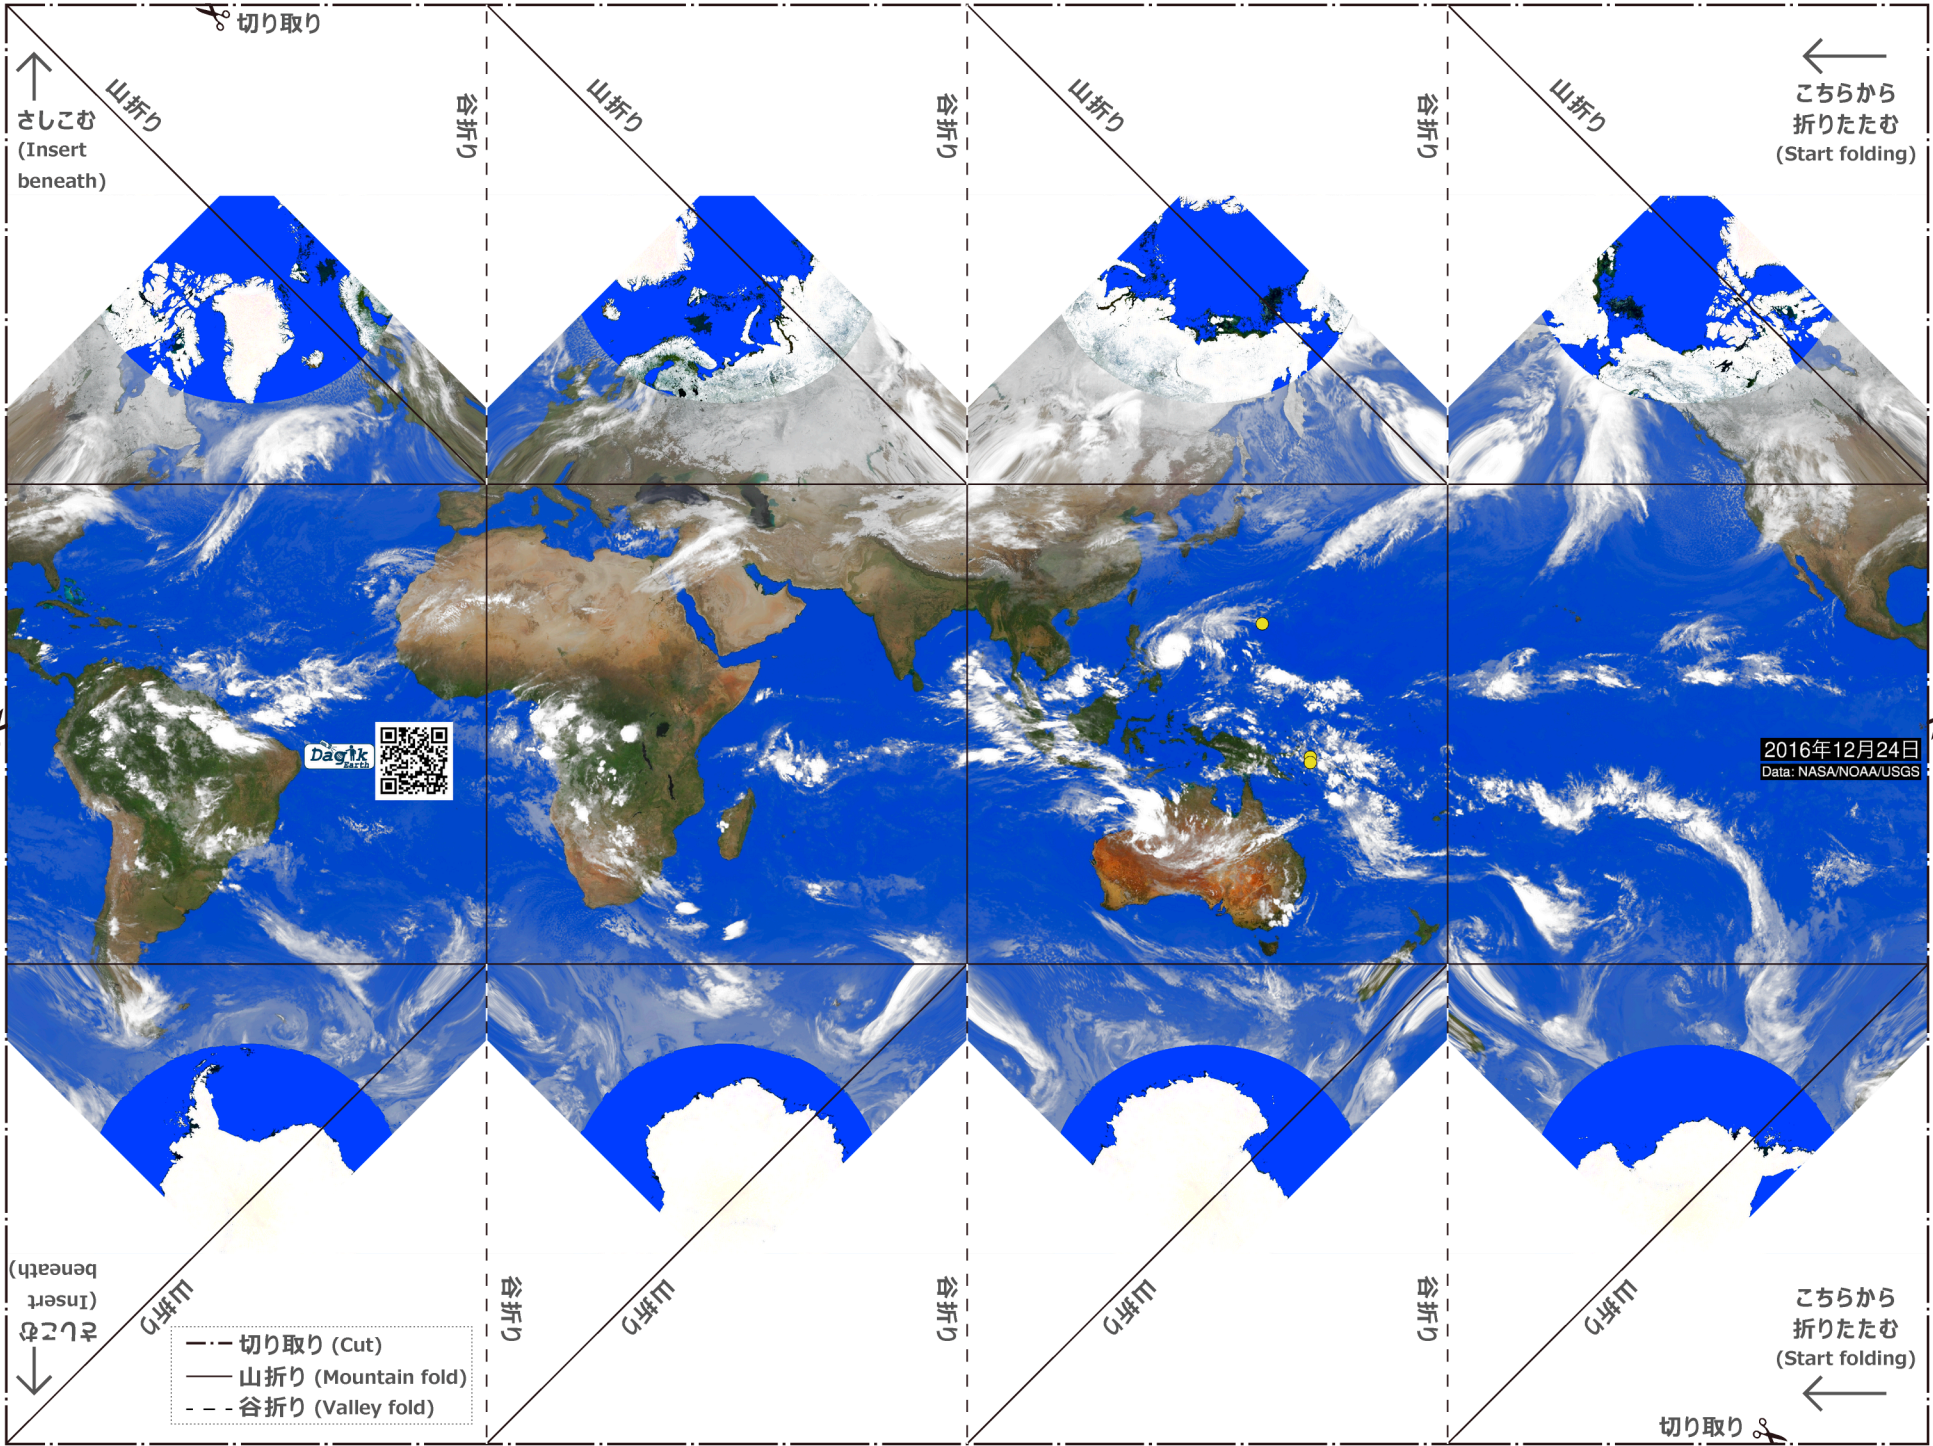 切り取り
山折り
谷折り
山折り
谷折り
山折り
谷折り
山折り
さしこむ
(Insert
beneath)
こちらから
折りたたむ
(Start folding)
Dagik
Earth
2016年12月24日
Data: NASA/NOAA/USGS
さしこむ
(Insert
beneath)
山折り
谷折り
山折り
谷折り
山折り
谷折り
山折り
切り取り (Cut)
山折り (Mountain fold)
谷折り (Valley fold)
こちらから
折りたたむ
(Start folding)
切り取り